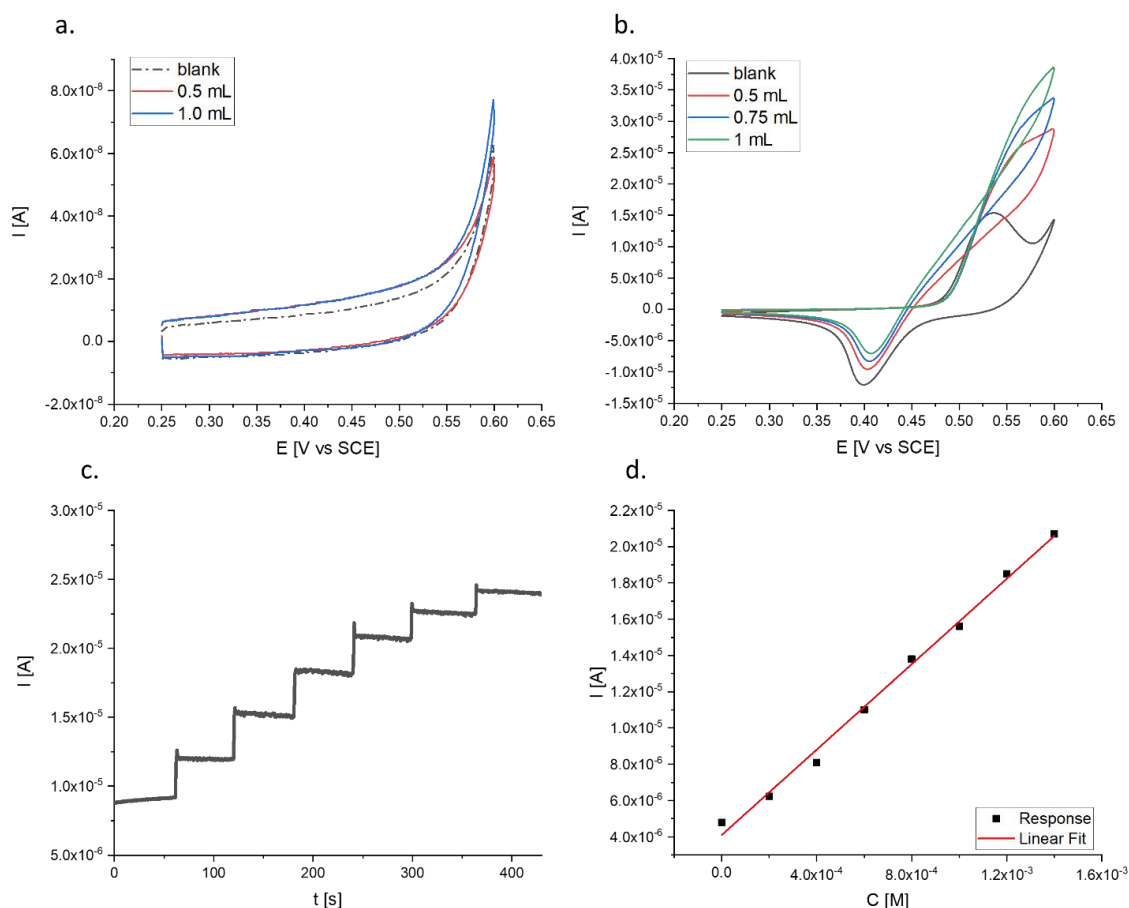 a.
blank
0.5 mL
1.0 mL
8.0x10⁻⁸
6.0x10⁻⁸
4.0x10⁻⁸
2.0x10⁻⁸
0.0
-2.0x10⁻⁸
I [A]
0.20 0.25 0.30 0.35 0.40 0.45 0.50 0.55 0.60 0.65
E [V vs SCE]
b.
blank
0.5 mL
0.75 mL
1 mL
4.0x10⁻⁵
3.5x10⁻⁵
3.0x10⁻⁵
2.5x10⁻⁵
2.0x10⁻⁵
1.5x10⁻⁵
1.0x10⁻⁵
5.0x10⁻⁶
0.0
-5.0x10⁻⁶
-1.0x10⁻⁵
-1.5x10⁻⁵
I [A]
0.20 0.25 0.30 0.35 0.40 0.45 0.50 0.55 0.60 0.65
E [V vs SCE]
c.
3.0x10⁻⁵
2.5x10⁻⁵
2.0x10⁻⁵
1.5x10⁻⁵
1.0x10⁻⁵
5.0x10⁻⁶
I [A]
0 100 200 300 400
t [s]
d.
2.2x10⁻⁵
2.0x10⁻⁵
1.8x10⁻⁵
1.6x10⁻⁵
1.4x10⁻⁵
1.2x10⁻⁵
1.0x10⁻⁵
8.0x10⁻⁶
6.0x10⁻⁶
4.0x10⁻⁶
I [A]
Response
Linear Fit
0.0 4.0x10⁻⁴ 8.0x10⁻⁴ 1.2x10⁻³ 1.6x10⁻³
C [M]